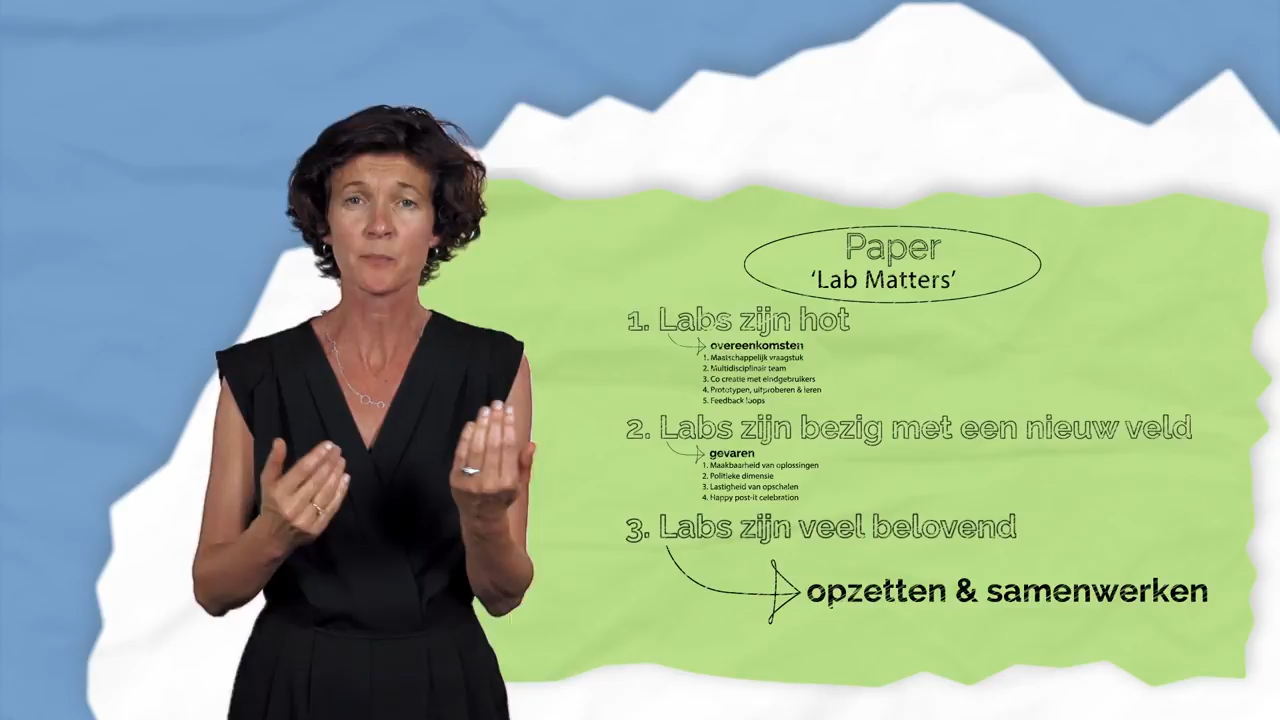 Paper
‘Lab Matters’
1. Labs zijn hot
overeenkomsten
1. Maatschappelijk vraagstuk
2. Multidisciplinair team
3. Co creatie met eindgebruikers
4. Prototypen, uitproberen & leren
5. Feedback loops
2. Labs zijn bezig met een nieuw veld
gevaren
1. Maakbaarheid van oplossingen
2. Politieke dimensie
3. Lastigheid van opschalen
4. Happy post-it celebration
3. Labs zijn veel belovend
opzetten & samenwerken